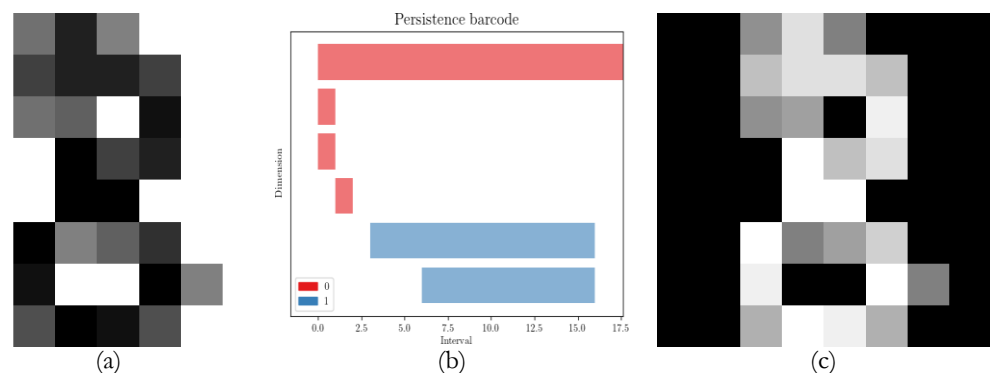 Persistence barcode
Dimension
0
1
0.0 2.5 5.0 7.5 10.0 12.5 15.0 17.5
Interval
(a) (b) (c)